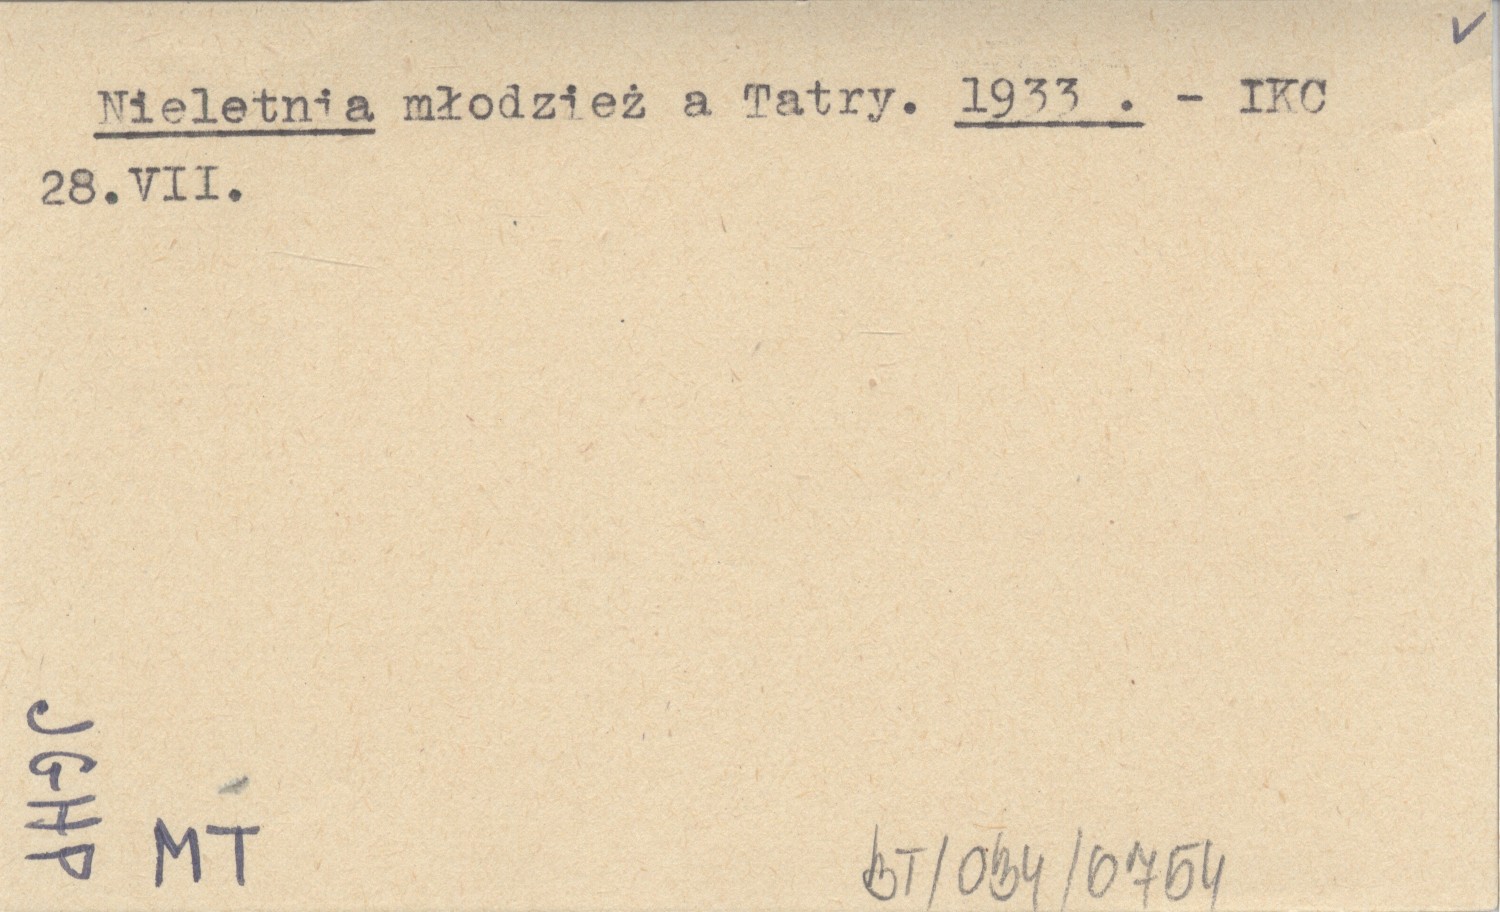 Nieletnia młodzież a Tatry. 1933 . - IKC
28.VII.
JGHP
MT
BT/034/0754